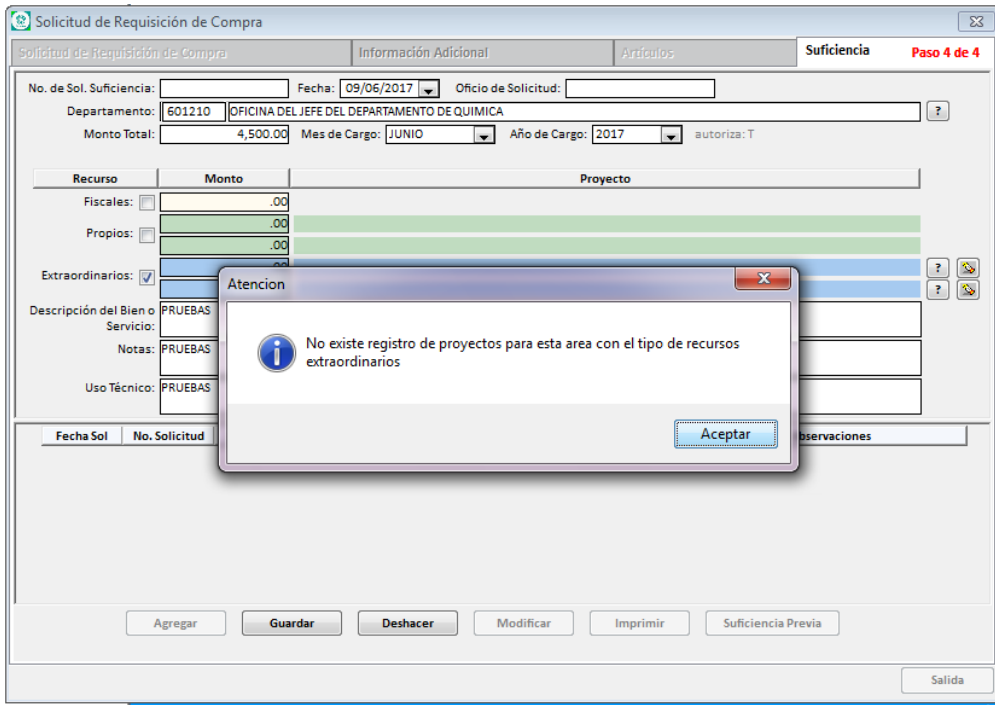 Solicitud de Requisición de Compra
Solicitud de Requisición de Compra Información Adicional Artículos Suficiencia Paso 4 de 4
No. de Sol. Suficiencia: Fecha: 09/06/2017 Oficio de Solicitud:
Departamento: 601210 OFICINA DEL JEFE DEL DEPARTAMENTO DE QUIMICA ?
Monto Total: 4,500.00 Mes de Cargo: JUNIO Año de Cargo: 2017 autoriza: T
Recurso Monto Proyecto
Fiscales: .00
.00
Propios:
.00
.00
Extraordinarios: ?
?
Atencion
No existe registro de proyectos para esta area con el tipo de recursos
extraordinarios
Aceptar
Descripción del Bien o PRUEBAS
Servicio:
Notas: PRUEBAS
Uso Técnico: PRUEBAS
Fecha Sol No. Solicitud
Agregar Guardar Deshacer Modificar Imprimir Suficiencia Previa
Salida